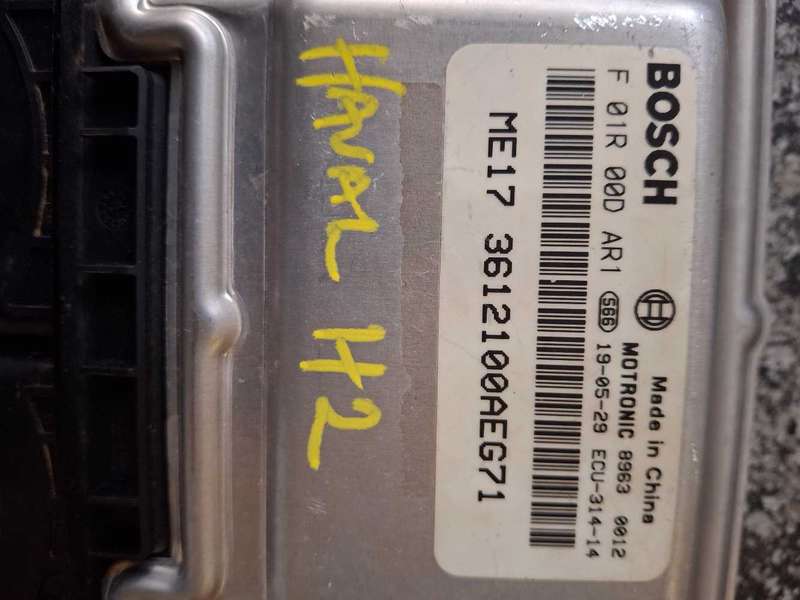 BOSCH
Made in China
F 01R 00D AR1
MOTRONIC 8963 0012
566 19-05-29 ECU-314-14
ME17 3612100AEG71
HAVAL H2